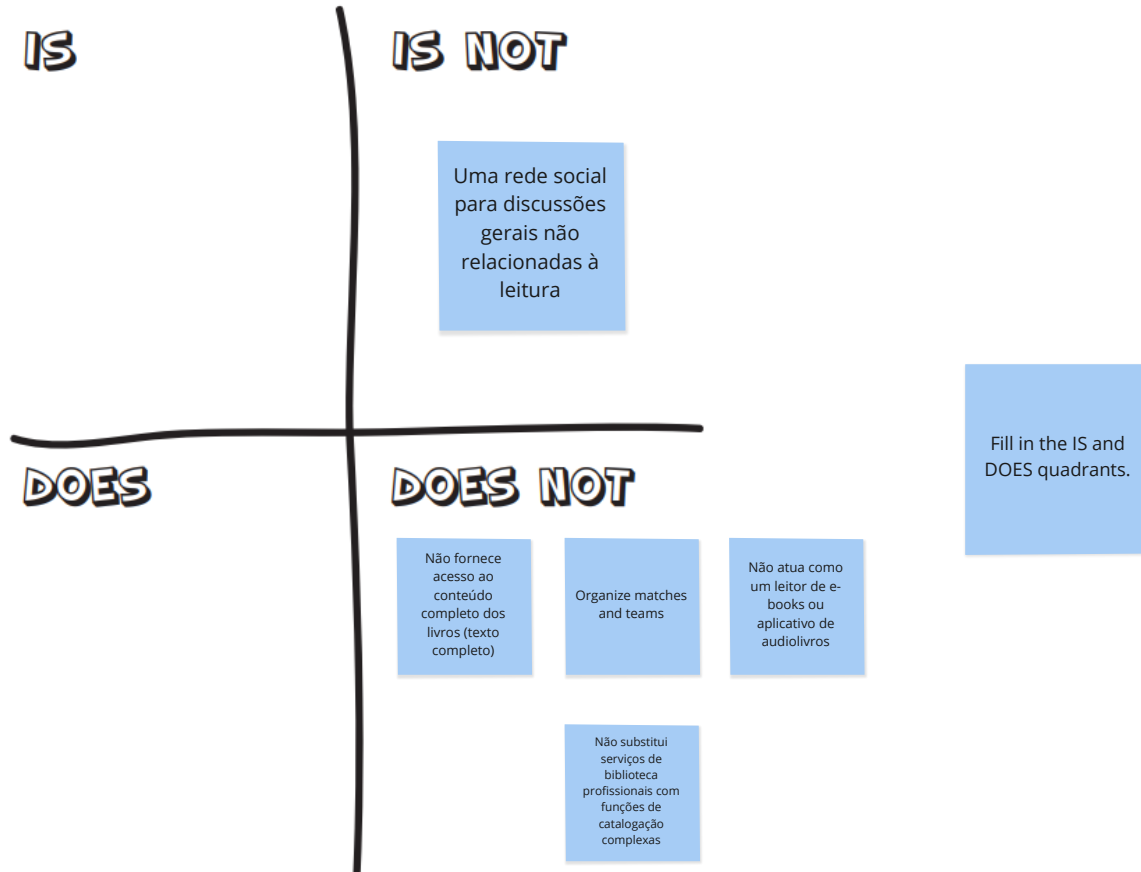 IS
IS NOT
Uma rede social
para discussões
gerais não
relacionadas à
leitura
Fill in the IS and
DOES quadrants.
DOES
DOES NOT
Não fornece
acesso ao
conteúdo
completo dos
livros (texto
completo)
Organize matches
and teams
Não atua como
um leitor de e-
books ou
aplicativo de
audiolivros
Não substitui
serviços de
biblioteca
profissionais com
funções de
catalogação
complexas